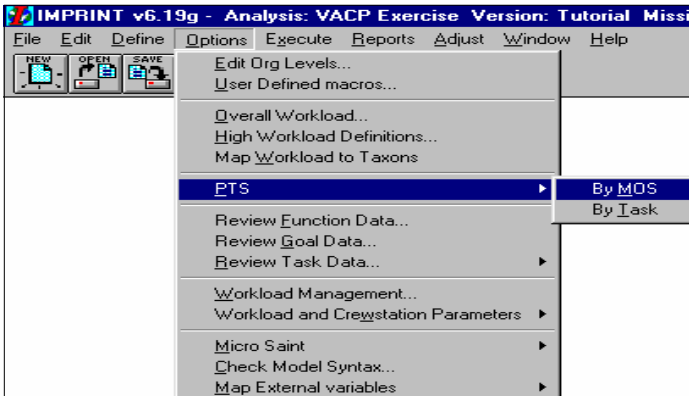 IMPRINT v6.19g - Analysis: VACP Exercise Version: Tutorial Missi
File Edit Define Options Execute Reports Adjust Window Help
NEW OPEN SAVE
Edit Org Levels...
User Defined macros...
Overall Workload...
High Workload Definitions...
Map Workload to Taxons
PTS By MOS
By Task
Review Function Data...
Review Goal Data...
Review Task Data...
Workload Management...
Workload and Crewstation Parameters
Micro Saint
Check Model Syntax...
Map External variables